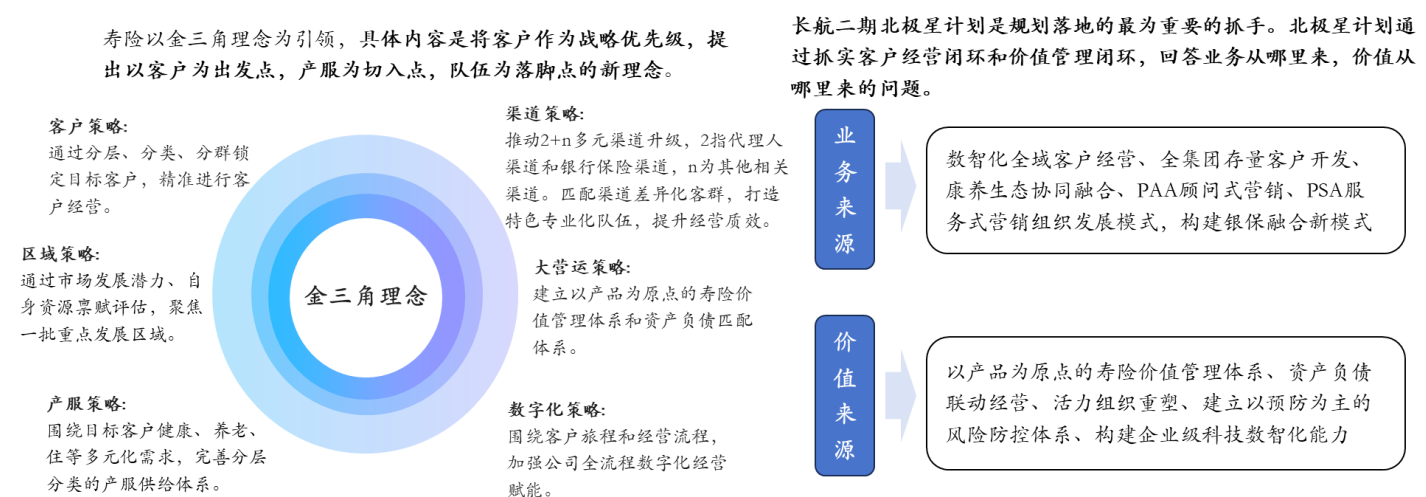 寿险以金三角理念为引领，具体内容是将客户作为战略优先级，提
出以客户为出发点，产服为切入点，队伍为落脚点的新理念。
客户策略:
通过分层、分类、分群锁
定目标客户，精准进行客
户经营。
区域策略:
通过市场发展潜力、自
身资源禀赋评估，聚焦
一批重点发展区域。
产服策略:
围绕目标客户健康、养老、
住等多元化需求，完善分层
分类的产服供给体系。
金三角理念
渠道策略:
推动2+n多元渠道升级，2指代理人
渠道和银行保险渠道，n为其他相关
渠道。匹配渠道差异化客群，打造
特色专业化队伍，提升经营质效。
大营运策略:
建立以产品为原点的寿险价
值管理体系和资产负债匹配
体系。
数字化策略:
围绕客户旅程和经营流程，
加强公司全流程数字化经营
赋能。
长航二期北极星计划是规划落地的最为重要的抓手。北极星计划通
过抓实客户经营闭环和价值管理闭环，回答业务从哪里来，价值从
哪里来的问题。
业
务
来
源
数智化全域客户经营、全集团存量客户开发、
康养生态协同融合、PAA顾问式营销、PSA服
务式营销组织发展模式，构建银保融合新模式
价
值
来
源
以产品为原点的寿险价值管理体系、资产负债
联动经营、活力组织重塑、建立以预防为主的
风险防控体系、构建企业级科技数智化能力